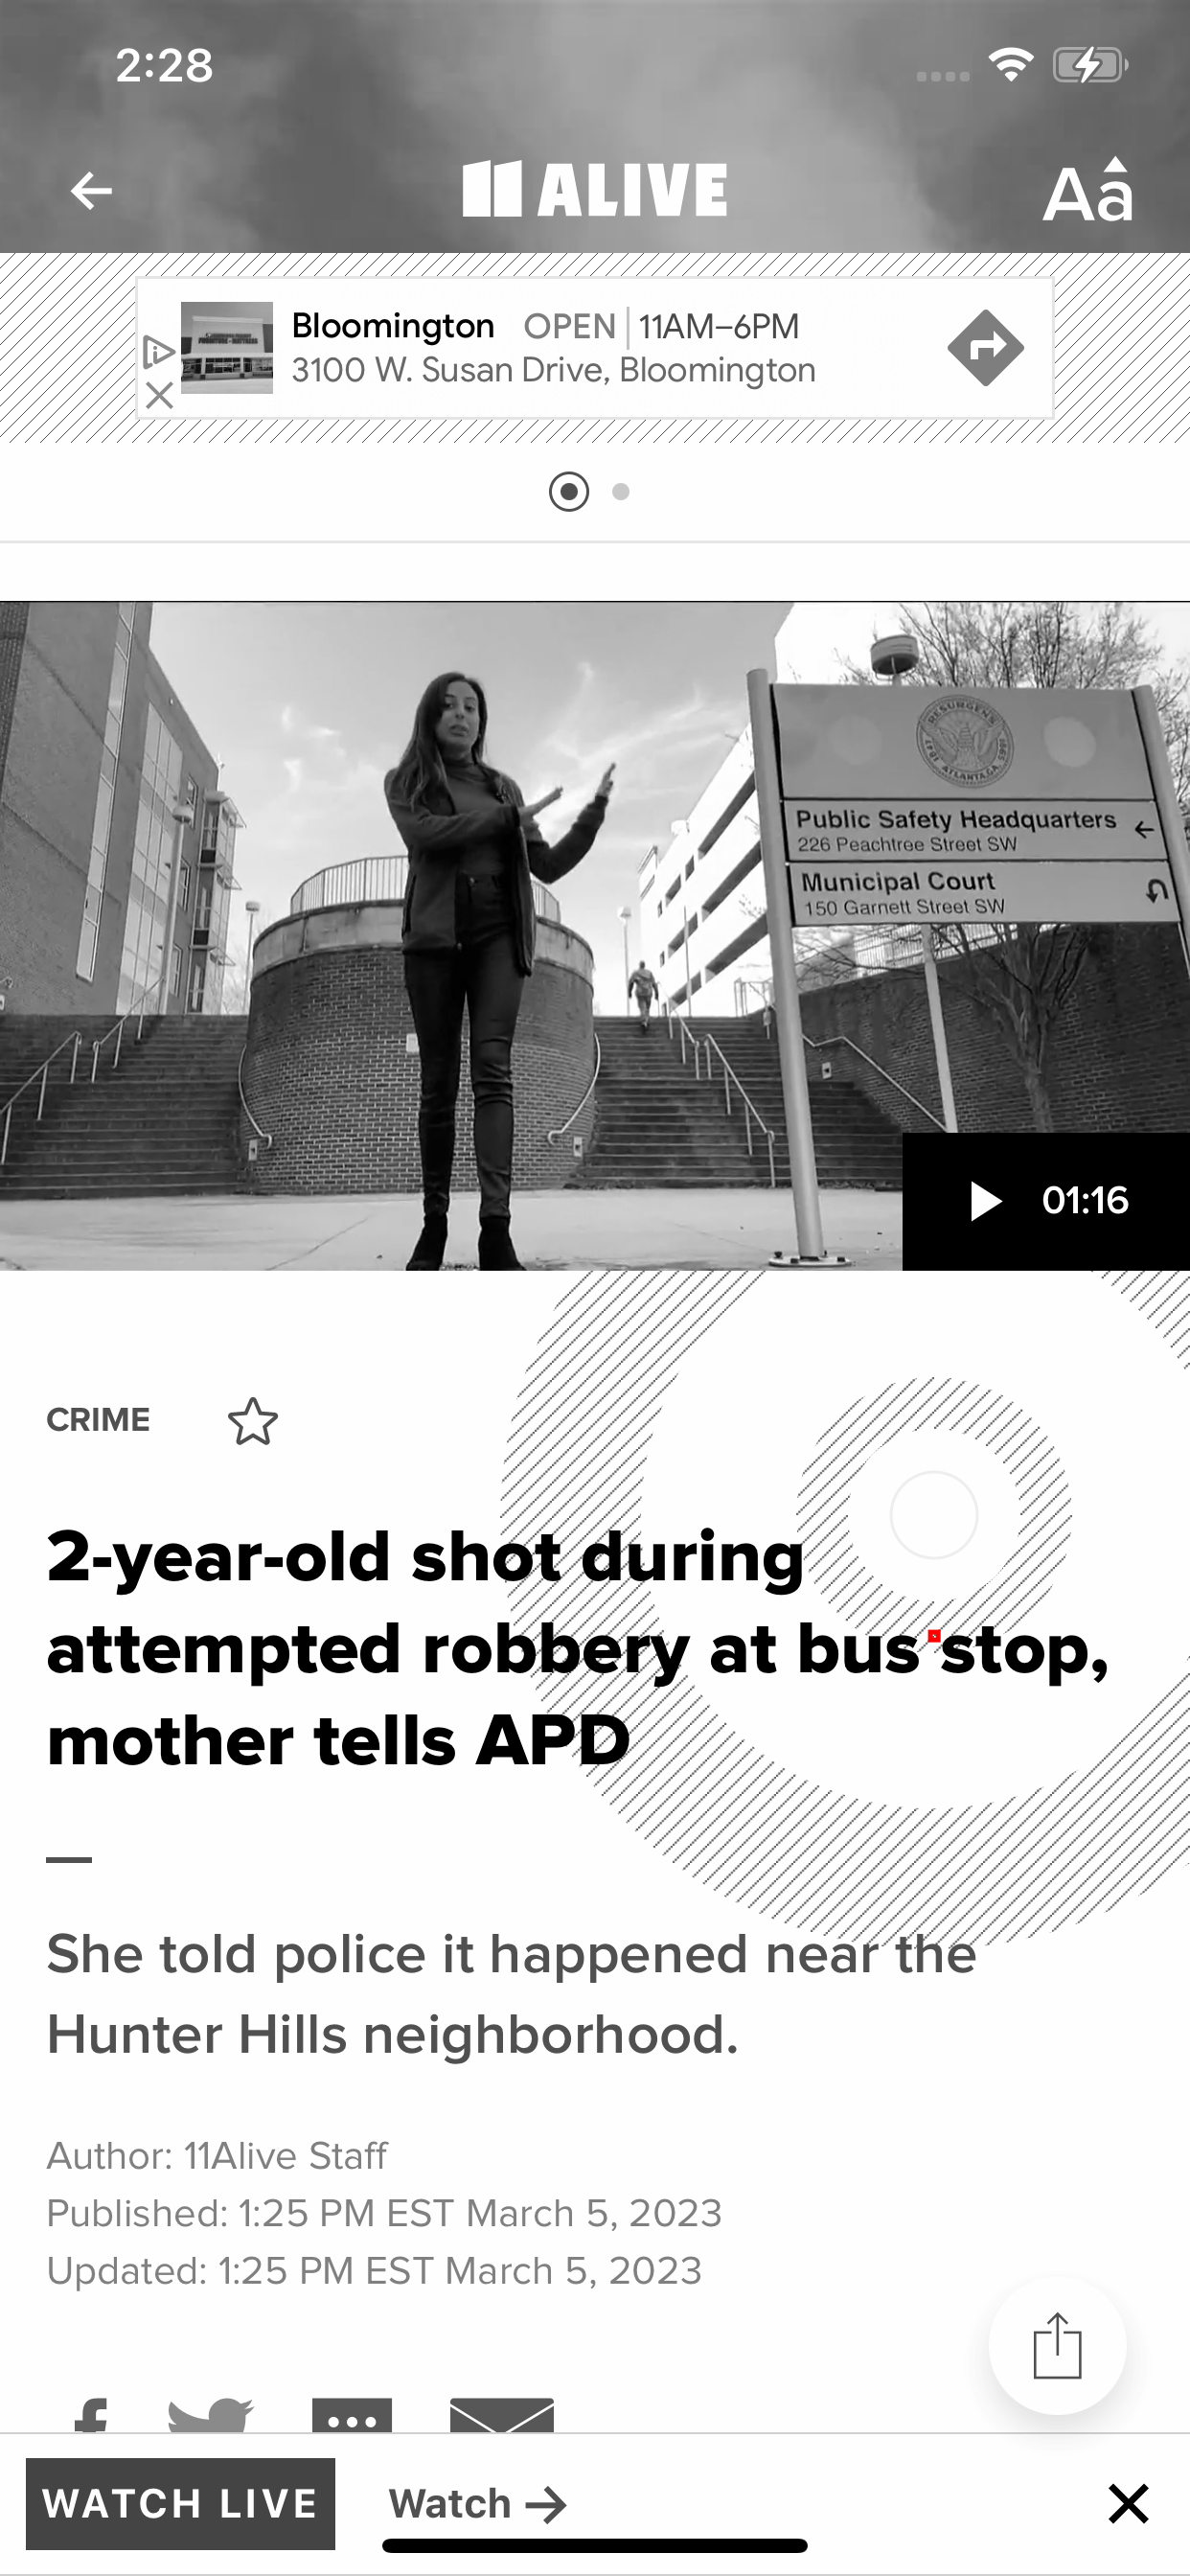 2:28
11 ALIVE
Aa
Bloomington OPEN 11AM–6PM
3100 W. Susan Drive, Bloomington
RESURGENS
ATLANTA, GA.
Public Safety Headquarters ←
226 Peachtree Street SW
Municipal Court
150 Garnett Street SW
01:16
CRIME
2-year-old shot during
attempted robbery at bus stop,
mother tells APD
She told police it happened near the
Hunter Hills neighborhood.
Author: 11Alive Staff
Published: 1:25 PM EST March 5, 2023
Updated: 1:25 PM EST March 5, 2023
WATCH LIVE
Watch →